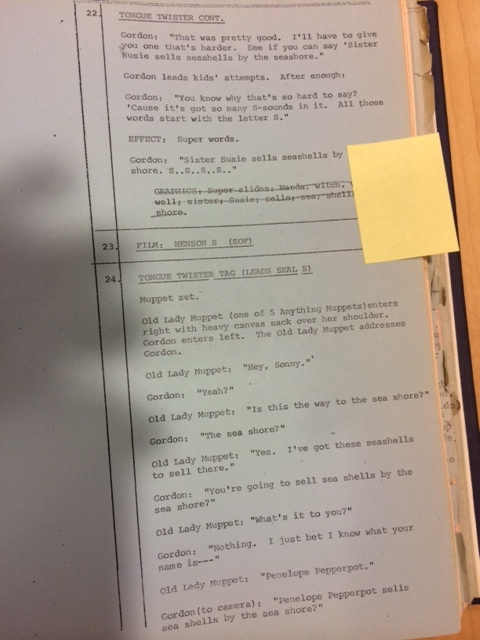 22. TONGUE TWISTER CONT.
Gordon: "That was pretty good. I'll have to give
you one that's harder. See if you can say 'Sister
Susie sells seashells by the seashore."
Gordon leads kids' attempts. After enough:
Gordon: "You know why that's so hard to say?
'Cause it's got so many S-sounds in it. All those
words start with the letter S."
EFFECT: Super words.
Gordon: "Sister Susie sells seashells by
shore. S..S..S..S.."
GRAPHICS: Super slides: Wands, witch,
well; sister; Susie; sells; sea; shells
shore.
23. FILM: HENSON S (SOF)
24. TONGUE TWISTER TAG (LEADS SEAL S)
Muppet set.
Old Lady Muppet (one of 5 Anything Muppets)enters
right with heavy canvas sack over her shoulder.
Gordon enters left. The Old Lady Muppet addresses
Gordon.
Old Lady Muppet: "Hey, Sonny."
Gordon: "Yeah?"
Old Lady Muppet: "Is this the way to the sea shore?"
Gordon: "The sea shore?"
Old Lady Muppet: "Yes. I've got these seashells
to sell there."
Gordon: "You're going to sell sea shells by the
sea shore?"
Old Lady Muppet: "What's it to you?"
Gordon: "Nothing. I just bet I know what your
name is---"
Old Lady Muppet: "Penelope Pepperpot."
Gordon(to camera): "Penelope Pepperpot sells
sea shells by the sea shore?"